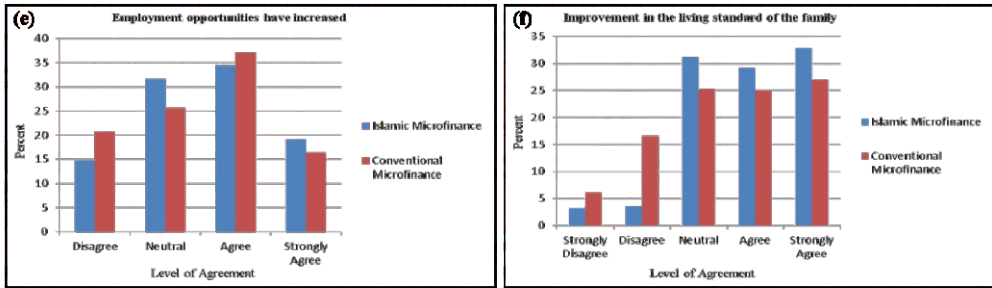 (e)
Employment opportunities have increased
40
35
30
25
20
15
10
5
0
Percent
Disagree
Neutral
Agree
Strongly
Agree
Level of Agreement
Islamic Microfinance
Conventional
Microfinance
(f)
Improvement in the living standard of the family
35
30
25
20
15
10
5
0
Percent
Strongly
Disagree
Disagree
Neutral
Agree
Strongly
Agree
Level of Agreement
Islamic Microfinance
Conventional
Microfinance